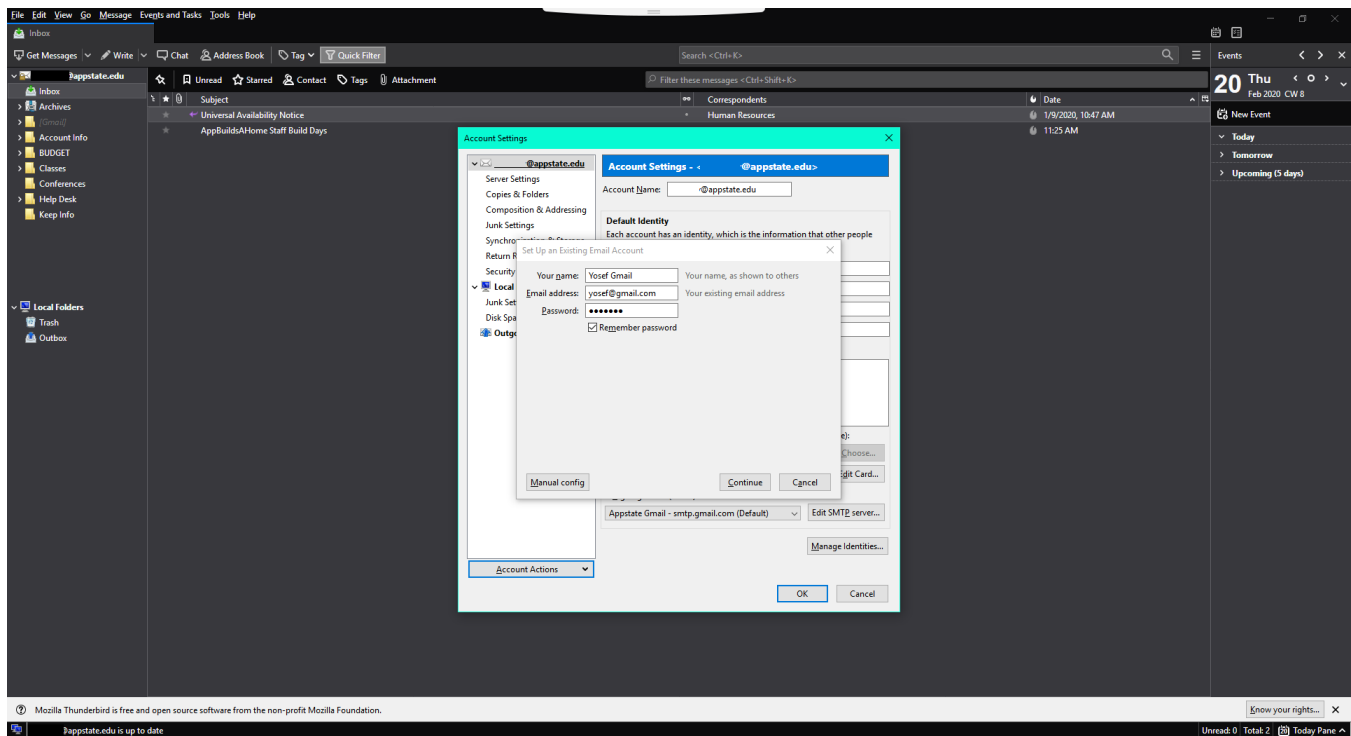 File Edit View Go Message Events and Tasks Tools Help
Inbox
Get Messages Write Chat Address Book Tag Quick Filter Search <Ctrl+K> Events
@appstate.edu Unread Starred Contact Tags Attachment Filter these messages <Ctrl+Shift+K> 20 Thu Feb 2020 CW 8
Inbox Subject Correspondents Date
Archives Universal Availability Notice Human Resources 1/9/2020, 10:47 AM New Event
[Gmail] AppBuildsAHome Staff Build Days 11:25 AM
Account Info Today
BUDGET Tomorrow
Classes Upcoming (5 days)
Conferences
Help Desk
Keep Info
Local Folders
Trash
Outbox
Account Settings
@appstate.edu
Server Settings
Copies & Folders
Composition & Addressing
Junk Settings
Synchronization & Storage
Return R
Security
Local
Junk Set
Disk Spa
Outgo
Account Actions
Account Settings - < @appstate.edu>
Account Name: @appstate.edu
Default Identity
Each account has an identity, which is the information that other people
Set Up an Existing Email Account
Your name: Yosef Gmail Your name, as shown to others
Email address: yosef@gmail.com Your existing email address
Password: •••••••
Remember password
Manual config Continue Cancel
e):
Choose...
Edit Card...
Appstate Gmail - smtp.gmail.com (Default) Edit SMTP server...
Manage Identities...
OK Cancel
Mozilla Thunderbird is free and open source software from the non-profit Mozilla Foundation. Know your rights...
@appstate.edu is up to date Unread: 0 Total: 2 20 Today Pane